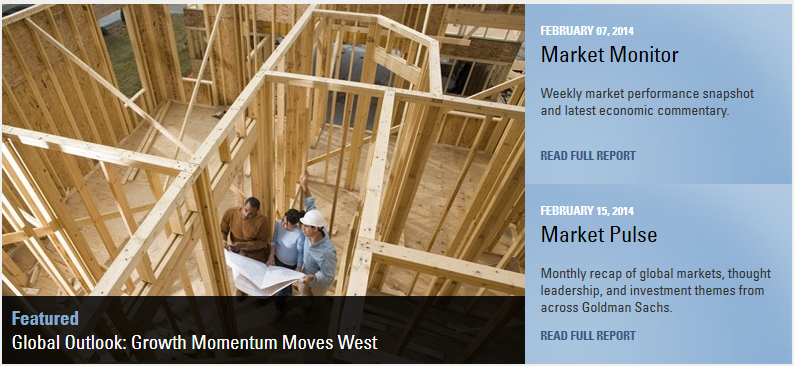 Featured
Global Outlook: Growth Momentum Moves West
FEBRUARY 07, 2014
Market Monitor
Weekly market performance snapshot
and latest economic commentary.
READ FULL REPORT
FEBRUARY 15, 2014
Market Pulse
Monthly recap of global markets, thought
leadership, and investment themes from
across Goldman Sachs.
READ FULL REPORT